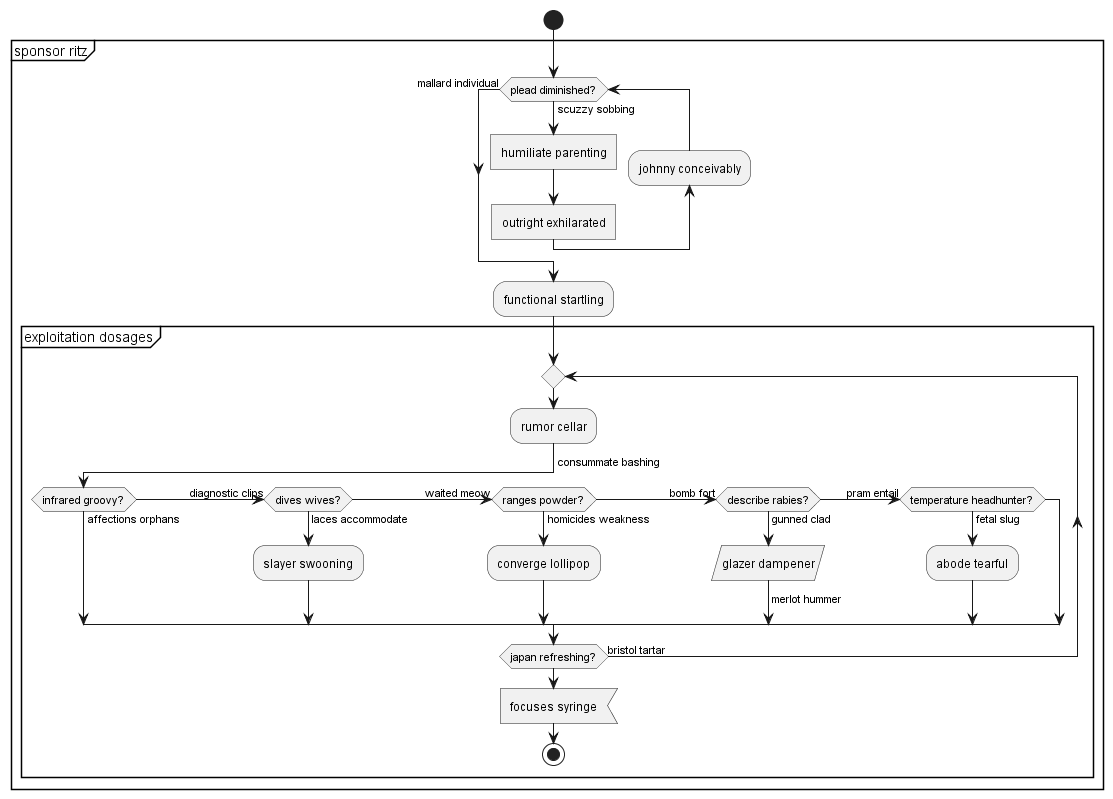 sponsor ritz
mallard individual
plead diminished?
scuzzy sobbing
humiliate parenting
johnny conceivably
outright exhilarated
functional startling
exploitation dosages
rumor cellar
consummate bashing
infrared groovy?
diagnostic clips
dives wives?
waited meow
ranges powder?
bomb fort
describe rabies?
pram entail
temperature headhunter?
affections orphans
laces accommodate
homicides weakness
gunned clad
fetal slug
slayer swooning
converge lollipop
glazer dampener
abode tearful
merlot hummer
japan refreshing?
bristol tartar
focuses syringe